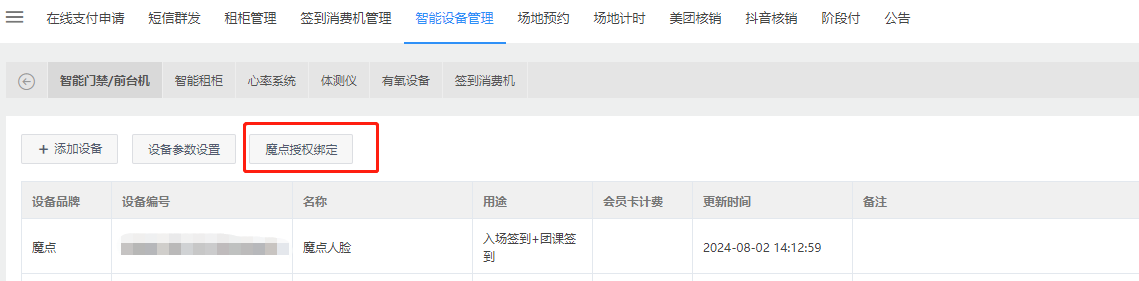 在线支付申请 短信群发 租柜管理 签到消费机管理 智能设备管理 场地预约 场地计时 美团核销 抖音核销 阶段付 公告
智能门禁/前台机 智能租柜 心率系统 体测仪 有氧设备 签到消费机
+ 添加设备 设备参数设置 魔点授权绑定
设备品牌 设备编号 名称 用途 会员卡计费 更新时间 备注
魔点 魔点人脸 入场签到+团课签 2024-08-02 14:12:59
到